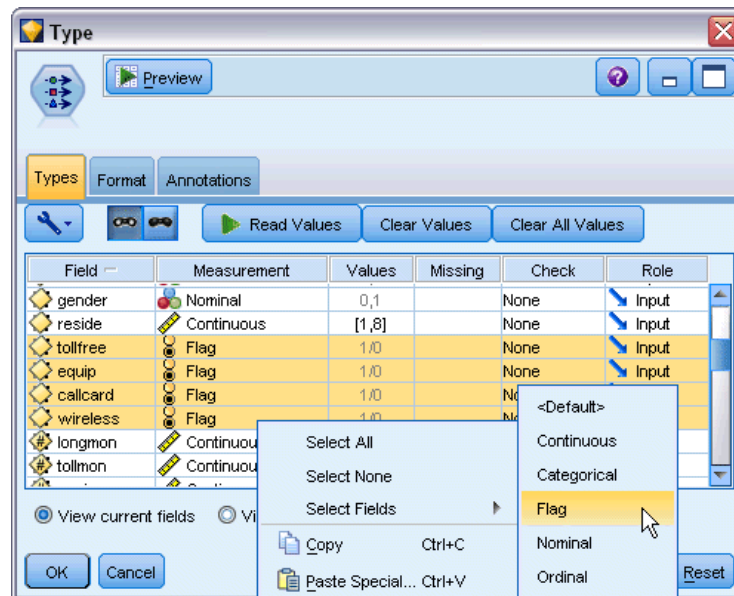 Type
Preview
Types Format Annotations
Read Values Clear Values Clear All Values
Field Measurement Values Missing Check Role
gender Nominal 0,1 None Input
reside Continuous [1,8] None Input
tollfree Flag 1/0 None Input
equip Flag 1/0 None Input
callcard Flag 1/0
wireless Flag 1/0
longmon
tollmon
Select All
Select None
Select Fields
Copy Ctrl+C
Paste Special... Ctrl+V
<Default>
Continuous
Categorical
Flag
Nominal
Ordinal
View current fields
OK Cancel Reset